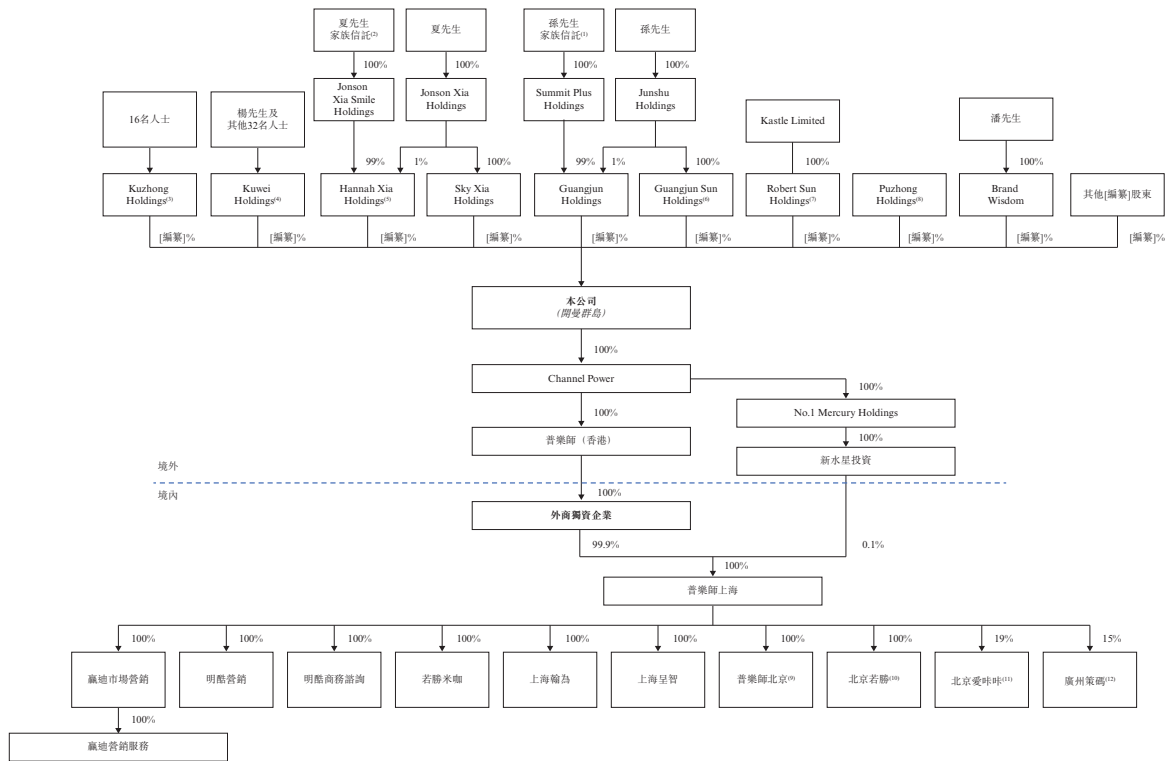 夏先生
家族信託(2)
夏先生
孫先生
家族信託(1)
孫先生
100%
100%
100%
100%
Jonson
Xia Smile
Holdings
Jonson Xia
Holdings
Summit Plus
Holdings
Junshu
Holdings
16名人士
楊先生及
其他32名人士
Kastle Limited
潘先生
99%
1%
100%
99%
1%
100%
100%
100%
Kuzhong
Holdings(3)
Kuwei
Holdings(4)
Hannah Xia
Holdings(5)
Sky Xia
Holdings
Guangjun
Holdings
Guangjun Sun
Holdings(6)
Robert Sun
Holdings(7)
Puzhong
Holdings(8)
Brand
Wisdom
其他[編纂]股東
[編纂]%
[編纂]%
[編纂]%
[編纂]%
[編纂]%
[編纂]%
[編纂]%
[編纂]%
[編纂]%
[編纂]%
本公司
（開曼群島）
100%
Channel Power
100%
100%
No.1 Mercury Holdings
普樂師（香港）
100%
新水星投資
境外
境內
100%
外商獨資企業
99.9%
0.1%
100%
普樂師上海
100%
100%
100%
100%
100%
100%
100%
100%
19%
15%
贏迪市场營銷
明酷營銷
明酷商務諮詢
若勝米咖
上海翰為
上海呈智
普樂師北京(9)
北京若勝(10)
北京愛咔咔(11)
廣州策碼(12)
100%
贏迪營銷服務